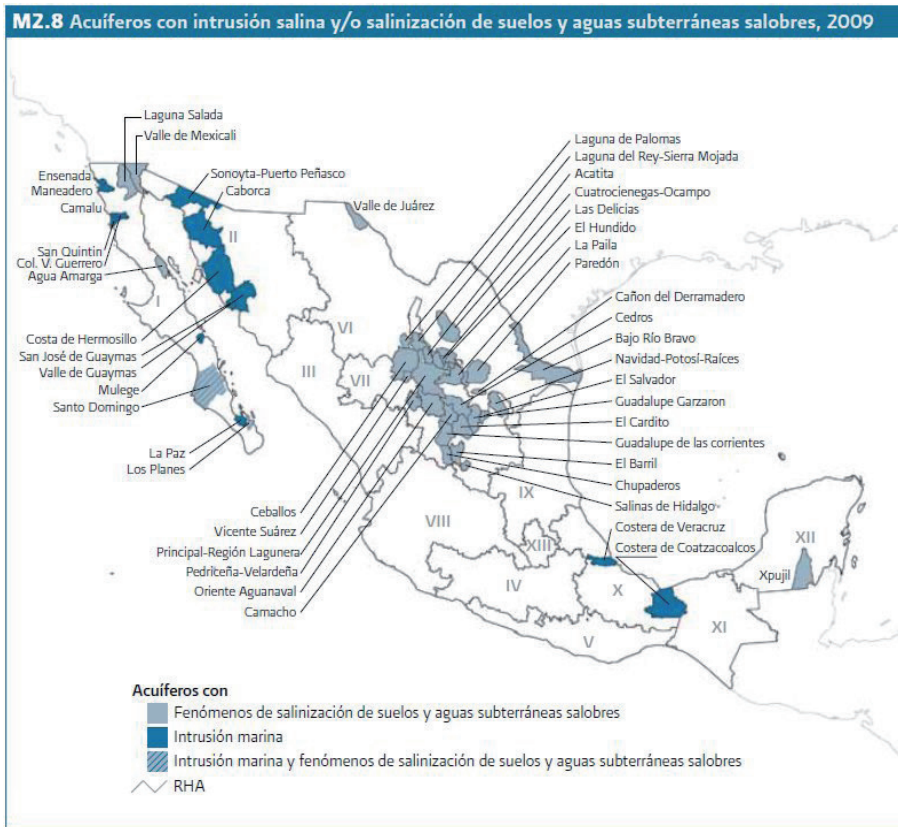 M2.8 Acuíferos con intrusión salina y/o salinización de suelos y aguas subterráneas salobres, 2009
Laguna Salada
Valle de Mexicali
Ensenada
Maneadero
Camalu
Sonoyta-Puerto Peñasco
Caborca
Valle de Juárez
San Quintin
Col. V. Guerrero
Agua Amarga
Costa de Hermosillo
San José de Guaymas
Valle de Guaymas
Mulege
Santo Domingo
La Paz
Los Planes
Laguna de Palomas
Laguna del Rey-Sierra Mojada
Acatita
Cuatrocienegas-Ocampo
Las Delicias
El Hundido
La Paila
Paredón
Cañon del Derramadero
Cedros
Bajo Río Bravo
Navidad-Potosí-Raíces
El Salvador
Guadalupe Garzaron
El Cardito
Guadalupe de las corrientes
El Barril
Chupaderos
Salinas de Hidalgo
Costera de Veracruz
Costera de Coatzacoalcos
Xpujil
Ceballos
Vicente Suárez
Principal-Región Lagunera
Pedriceña-Velardeña
Oriente Aguanaval
Camacho
I
II
III
VI
VII
VIII
IX
XIII
IV
V
X
XI
XII
Acuíferos con
Fenómenos de salinización de suelos y aguas subterráneas salobres
Intrusión marina
Intrusión marina y fenómenos de salinización de suelos y aguas subterráneas salobres
RHA